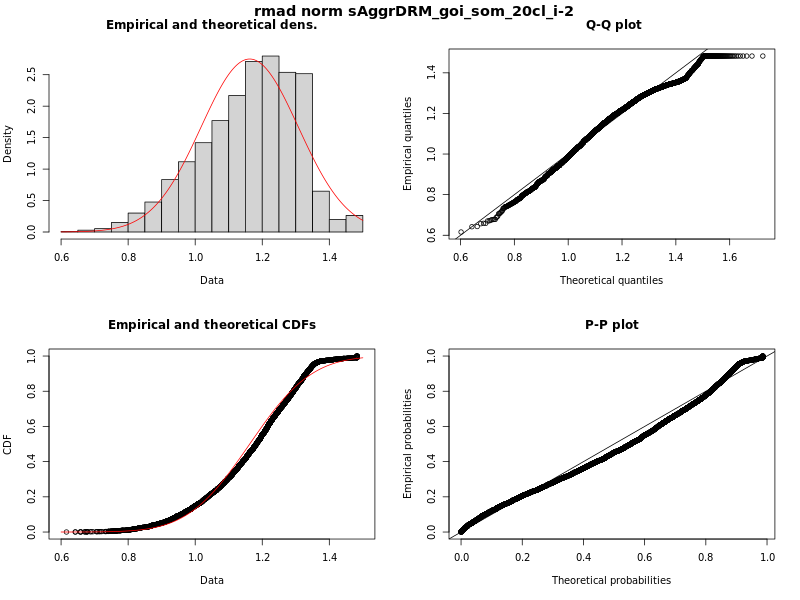 rmad norm sAggrDRM_goi_som_20cl_i-2
Empirical and theoretical dens.
Density
0.0 0.5 1.0 1.5 2.0 2.5
0.6 0.8 1.0 1.2 1.4
Data
Q-Q plot
Empirical quantiles
0.6 0.8 1.0 1.2 1.4
0.6 0.8 1.0 1.2 1.4 1.6
Theoretical quantiles
Empirical and theoretical CDFs
CDF
0.0 0.2 0.4 0.6 0.8 1.0
0.6 0.8 1.0 1.2 1.4
Data
P-P plot
Empirical probabilities
0.0 0.2 0.4 0.6 0.8 1.0
0.0 0.2 0.4 0.6 0.8 1.0
Theoretical probabilities